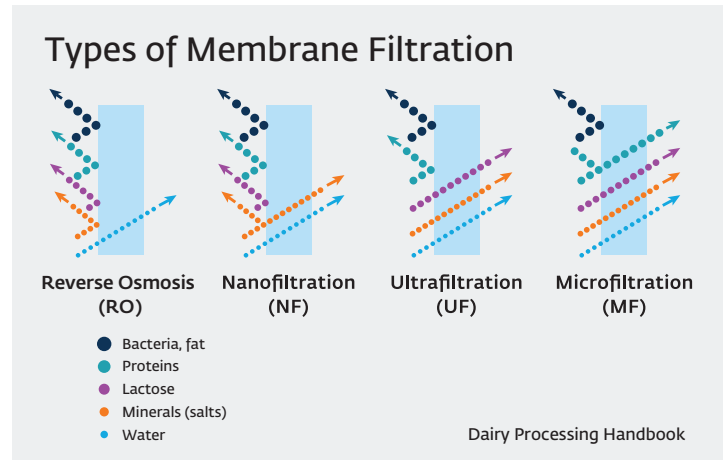 Types of Membrane Filtration
Reverse Osmosis
(RO)
Nanofiltration
(NF)
Ultrafiltration
(UF)
Microfiltration
(MF)
Bacteria, fat
Proteins
Lactose
Minerals (salts)
Water
Dairy Processing Handbook